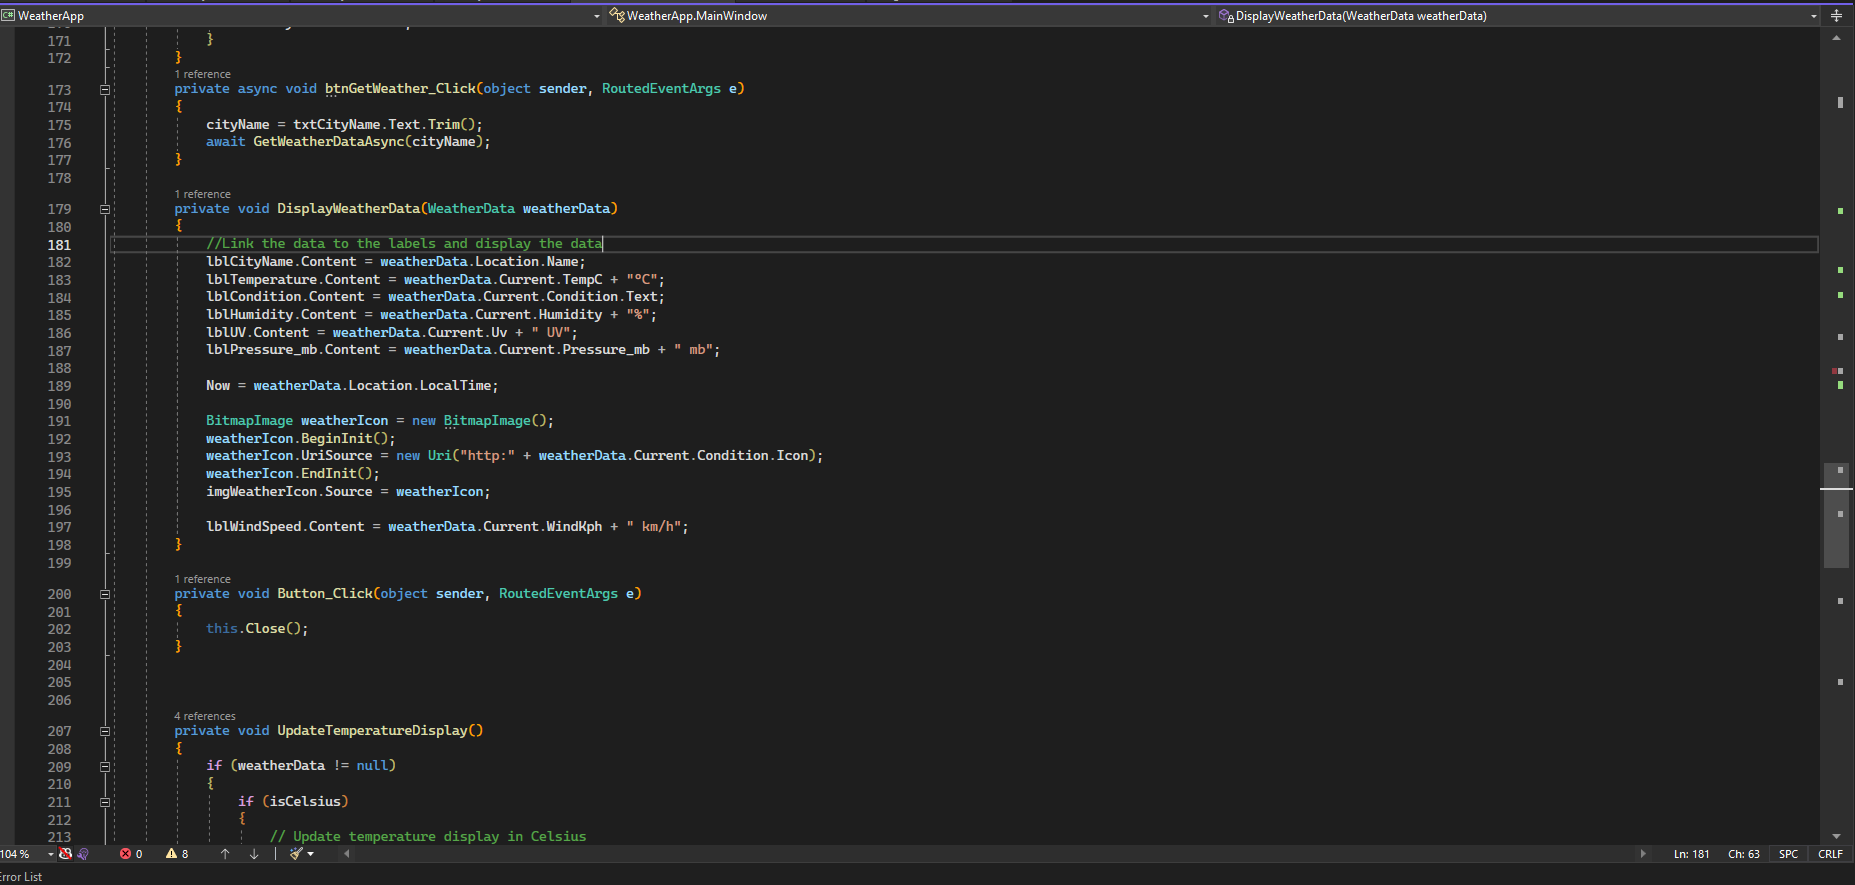 WeatherApp
WeatherApp.MainWindow
DisplayWeatherData(WeatherData weatherData)
171 }
172 }
1 reference
173 private async void btnGetWeather_Click(object sender, RoutedEventArgs e)
174 {
175 cityName = txtCityName.Text.Trim();
176 await GetWeatherDataAsync(cityName);
177 }
178
1 reference
179 private void DisplayWeatherData(WeatherData weatherData)
180 {
181 //Link the data to the labels and display the data
182 lblCityName.Content = weatherData.Location.Name;
183 lblTemperature.Content = weatherData.Current.TempC + "°C";
184 lblCondition.Content = weatherData.Current.Condition.Text;
185 lblHumidity.Content = weatherData.Current.Humidity + "%";
186 lblUV.Content = weatherData.Current.Uv + " UV";
187 lblPressure_mb.Content = weatherData.Current.Pressure_mb + " mb";
188
189 Now = weatherData.Location.LocalTime;
190
191 BitmapImage weatherIcon = new BitmapImage();
192 weatherIcon.BeginInit();
193 weatherIcon.UriSource = new Uri("http:" + weatherData.Current.Condition.Icon);
194 weatherIcon.EndInit();
195 imgWeatherIcon.Source = weatherIcon;
196
197 lblWindSpeed.Content = weatherData.Current.WindKph + " km/h";
198 }
199
1 reference
200 private void Button_Click(object sender, RoutedEventArgs e)
201 {
202 this.Close();
203 }
204
205
206
4 references
207 private void UpdateTemperatureDisplay()
208 {
209 if (weatherData != null)
210 {
211 if (isCelsius)
212 {
213 // Update temperature display in Celsius
104 % 0 8 Ln: 181 Ch: 63 SPC CRLF
Error List